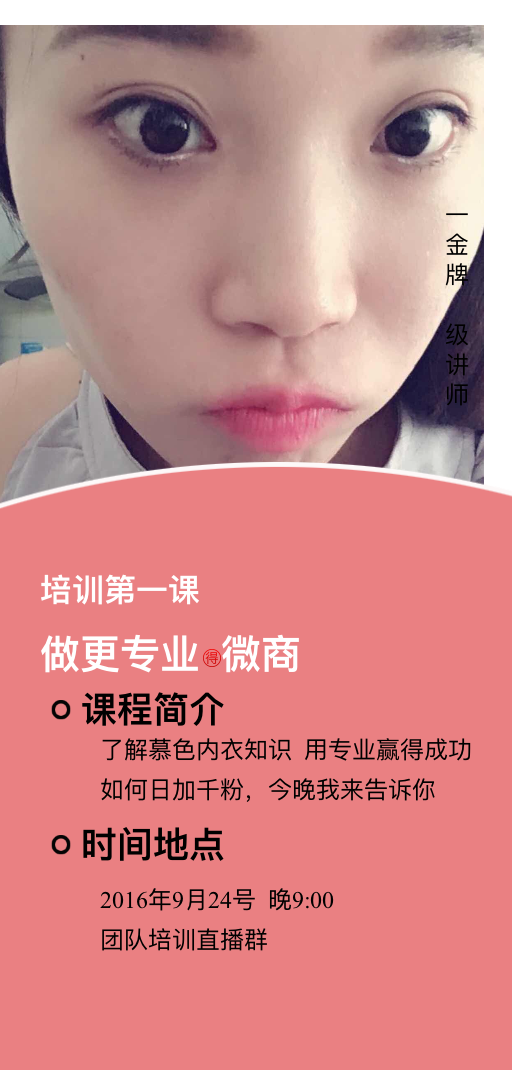 一金牌 级讲师
培训第一课
做更专业得微商
课程简介
了解慕色内衣知识 用专业赢得成功
如何日加千粉，今晚我来告诉你
时间地点
2016年9月24号 晚9:00
团队培训直播群